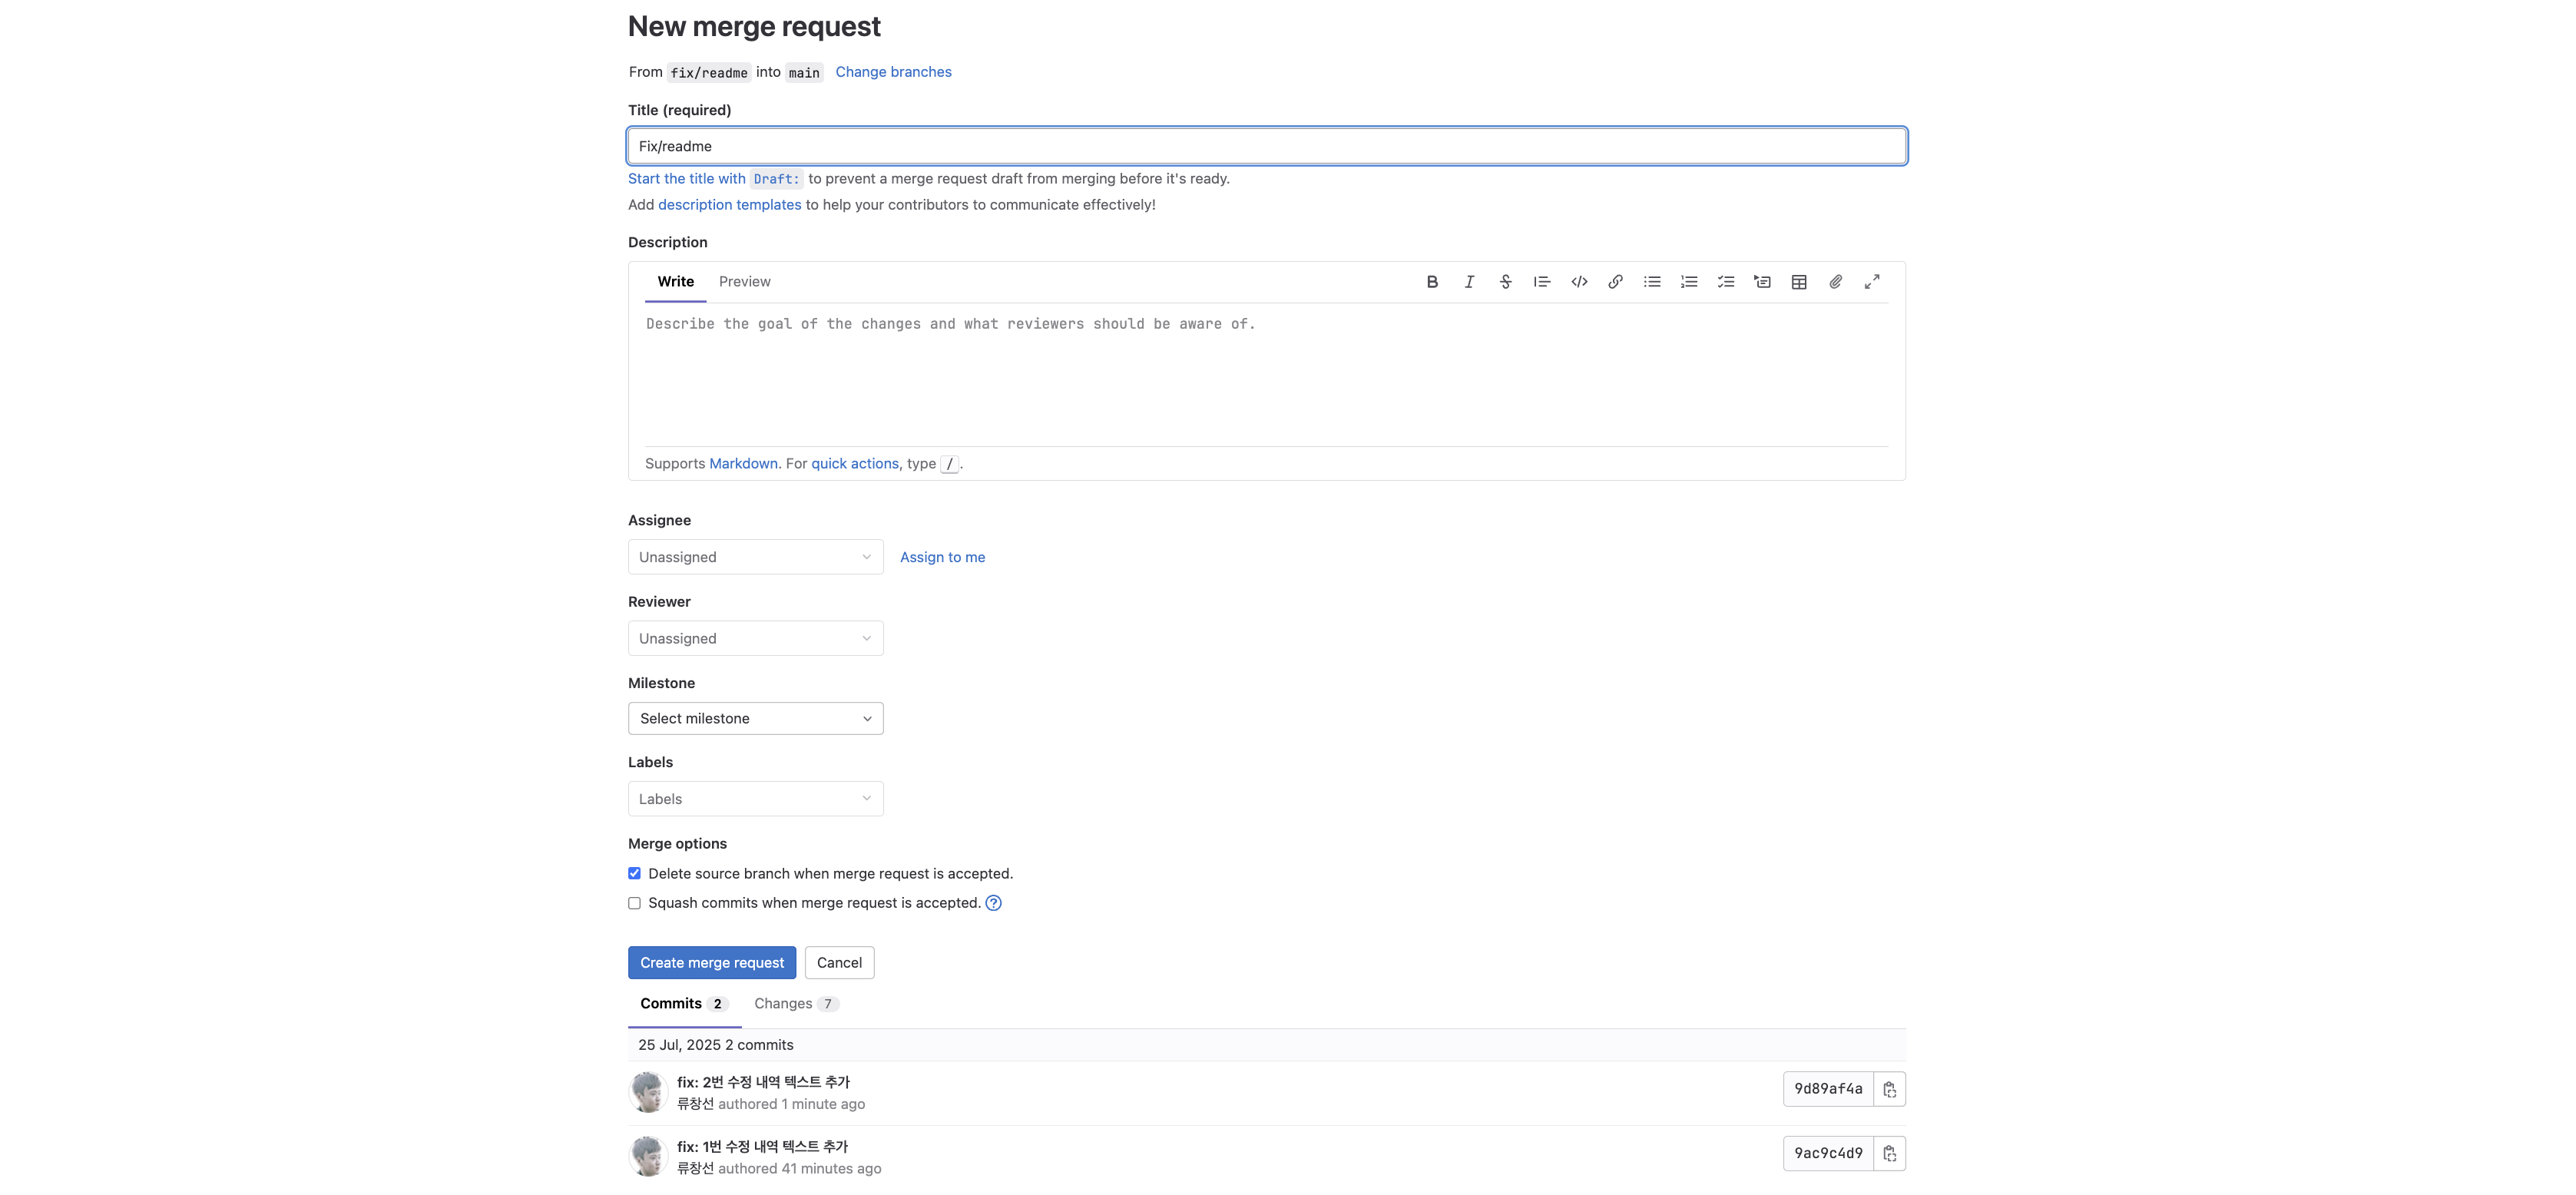 New merge request
From fix/readme into main Change branches
Title (required)
Fix/readme
Start the title with Draft: to prevent a merge request draft from merging before it's ready.
Add description templates to help your contributors to communicate effectively!
Description
Write Preview
Describe the goal of the changes and what reviewers should be aware of.
Supports Markdown. For quick actions, type /.
Assignee
Unassigned Assign to me
Reviewer
Unassigned
Milestone
Select milestone
Labels
Labels
Merge options
Delete source branch when merge request is accepted.
Squash commits when merge request is accepted.
Create merge request Cancel
Commits 2 Changes 7
25 Jul, 2025 2 commits
fix: 2번 수정 내역 텍스트 추가
류창선 authored 1 minute ago
9d89af4a
fix: 1번 수정 내역 텍스트 추가
류창선 authored 41 minutes ago
9ac9c4d9